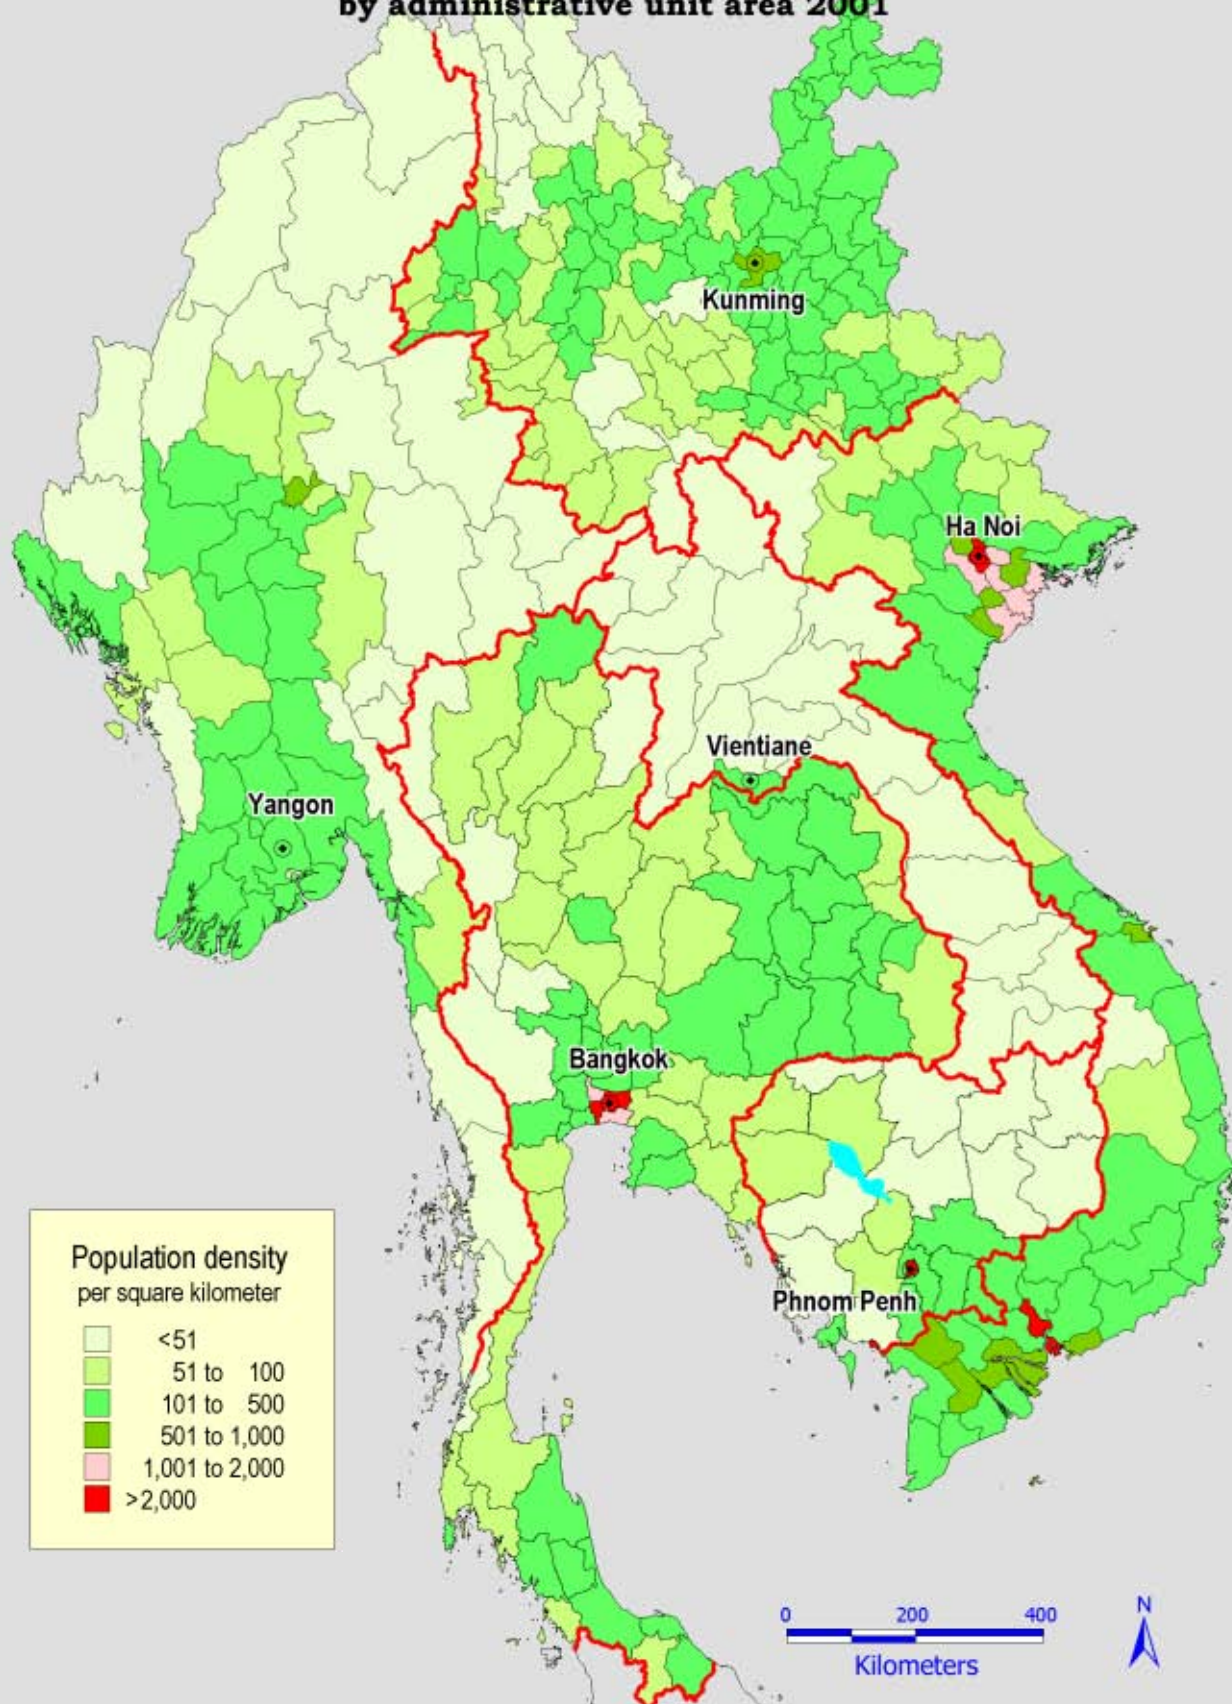 by administrative unit area 2001
Kunming
Ha Noi
Vientiane
Yangon
Bangkok
Phnom Penh
Population density
per square kilometer
<51
51 to 100
101 to 500
501 to 1,000
1,001 to 2,000
>2,000
0 200 400
Kilometers
N